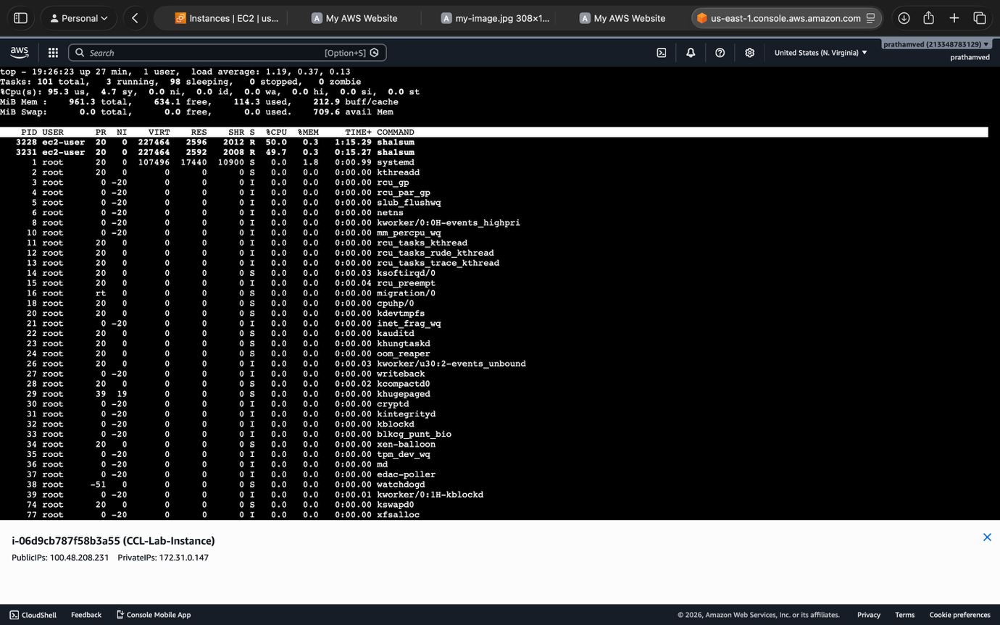 Personal
Instances | EC2 | us...
My AWS Website
my-image.jpg 308×1...
My AWS Website
us-east-1.console.aws.amazon.com
aws
Search
[Option+S]
United States (N. Virginia)
prathamved (213348783129)
prathamved
top - 19:26:23 up 27 min,  1 user,  load average: 1.19, 0.37, 0.13
Tasks: 101 total,   3 running,  98 sleeping,   0 stopped,   0 zombie
%Cpu(s): 95.3 us,  4.7 sy,  0.0 ni,  0.0 id,  0.0 wa,  0.0 hi,  0.0 si,  0.0 st
MiB Mem :    961.3 total,    634.1 free,    114.3 used,    212.9 buff/cache
MiB Swap:      0.0 total,      0.0 free,      0.0 used.    709.6 avail Mem
PID USER PR NI VIRT RES SHR S %CPU %MEM TIME+ COMMAND
3228 ec2-user 20 0 227464 2596 2012 R 50.0 0.3 1:15.29 sha1sum
3231 ec2-user 20 0 227464 2592 2008 R 49.7 0.3 0:15.27 sha1sum
1 root 20 0 107496 17440 10900 S 0.0 1.8 0:00.99 systemd
2 root 20 0 0 0 0 S 0.0 0.0 0:00.00 kthreadd
3 root 0 -20 0 0 0 I 0.0 0.0 0:00.00 rcu_gp
4 root 0 -20 0 0 0 I 0.0 0.0 0:00.00 rcu_par_gp
5 root 0 -20 0 0 0 I 0.0 0.0 0:00.00 slub_flushwq
6 root 0 -20 0 0 0 I 0.0 0.0 0:00.00 netns
8 root 0 -20 0 0 0 I 0.0 0.0 0:00.00 kworker/0:0H-events_highpri
10 root 0 -20 0 0 0 I 0.0 0.0 0:00.00 mm_percpu_wq
11 root 20 0 0 0 0 I 0.0 0.0 0:00.00 rcu_tasks_kthread
12 root 20 0 0 0 0 I 0.0 0.0 0:00.00 rcu_tasks_rude_kthread
13 root 20 0 0 0 0 I 0.0 0.0 0:00.00 rcu_tasks_trace_kthread
14 root 20 0 0 0 0 S 0.0 0.0 0:00.03 ksoftirqd/0
15 root 20 0 0 0 0 I 0.0 0.0 0:00.04 rcu_preempt
16 root rt 0 0 0 0 S 0.0 0.0 0:00.00 migration/0
18 root 20 0 0 0 0 S 0.0 0.0 0:00.00 cpuhp/0
20 root 20 0 0 0 0 S 0.0 0.0 0:00.00 kdevtmpfs
21 root 0 -20 0 0 0 I 0.0 0.0 0:00.00 inet_frag_wq
22 root 20 0 0 0 0 S 0.0 0.0 0:00.00 kauditd
23 root 20 0 0 0 0 S 0.0 0.0 0:00.00 khungtaskd
24 root 20 0 0 0 0 S 0.0 0.0 0:00.00 oom_reaper
26 root 20 0 0 0 0 I 0.0 0.0 0:00.03 kworker/u30:2-events_unbound
27 root 0 -20 0 0 0 I 0.0 0.0 0:00.00 writeback
28 root 20 0 0 0 0 S 0.0 0.0 0:00.02 kcompactd0
29 root 39 19 0 0 0 S 0.0 0.0 0:00.00 khugepaged
30 root 0 -20 0 0 0 I 0.0 0.0 0:00.00 cryptd
31 root 0 -20 0 0 0 I 0.0 0.0 0:00.00 kintegrityd
32 root 0 -20 0 0 0 I 0.0 0.0 0:00.00 kblockd
33 root 0 -20 0 0 0 I 0.0 0.0 0:00.00 blkcg_punt_bio
34 root 20 0 0 0 0 S 0.0 0.0 0:00.00 xen-balloon
35 root 0 -20 0 0 0 I 0.0 0.0 0:00.00 tpm_dev_wq
36 root 0 -20 0 0 0 I 0.0 0.0 0:00.00 md
37 root 0 -20 0 0 0 I 0.0 0.0 0:00.00 edac-poller
38 root -51 0 0 0 0 S 0.0 0.0 0:00.00 watchdogd
39 root 0 -20 0 0 0 I 0.0 0.0 0:00.01 kworker/0:1H-kblockd
74 root 20 0 0 0 0 S 0.0 0.0 0:00.00 kswapd0
77 root 0 -20 0 0 0 I 0.0 0.0 0:00.00 xfsalloc
i-06d9cb787f58b3a55 (CCL-Lab-Instance)
PublicIPs: 100.48.208.231 PrivateIPs: 172.31.0.147
CloudShell Feedback Console Mobile App © 2026, Amazon Web Services, Inc. or its affiliates. Privacy Terms Cookie preferences